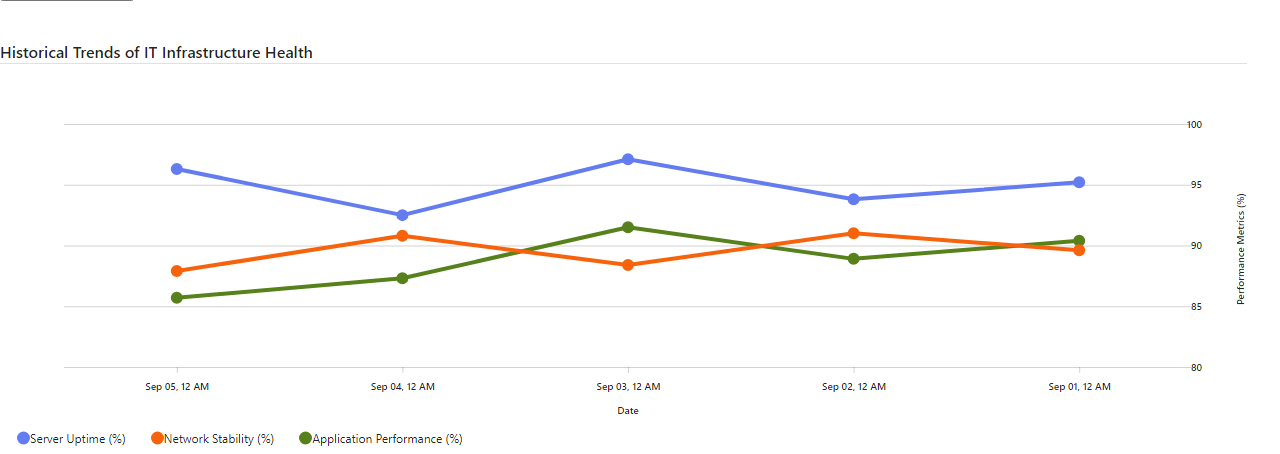 Historical Trends of IT Infrastructure Health
100
95
90
85
80
Performance Metrics (%)
Sep 05, 12 AM
Sep 04, 12 AM
Sep 03, 12 AM
Sep 02, 12 AM
Sep 01, 12 AM
Date
Server Uptime (%)
Network Stability (%)
Application Performance (%)